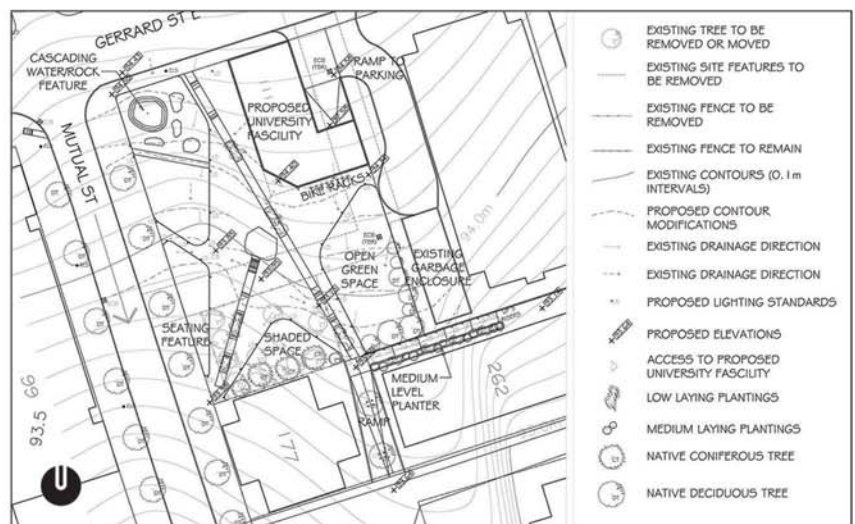 GERRARD ST E
CASCADING
WATER/ROCK
FEATURE
RAMP TO
PARKING
PROPOSED
UNIVERSITY
FASCILITY
MUTUAL ST
BIKE RACKS
94.0m
OPEN
GREEN
SPACE
EXISTING
GARBAGE
ENCLOSURE
SEATING
FEATURE
SHADED
SPACE
MEDIUM
LEVEL
PLANTER
RAMP
99
93.5
177
262
EXISTING TREE TO BE
REMOVED OR MOVED
EXISTING SITE FEATURES TO
BE REMOVED
EXISTING FENCE TO BE
REMOVED
EXISTING FENCE TO REMAIN
EXISTING CONTOURS (0.1m
INTERVALS)
PROPOSED CONTOUR
MODIFICATIONS
EXISTING DRAINAGE DIRECTION
EXISTING DRAINAGE DIRECTION
PROPOSED LIGHTING STANDARDS
PROPOSED ELEVATIONS
ACCESS TO PROPOSED
UNIVERSITY FASCILITY
LOW LAYING PLANTINGS
MEDIUM LAYING PLANTINGS
NATIVE CONIFEROUS TREE
NATIVE DECIDUOUS TREE